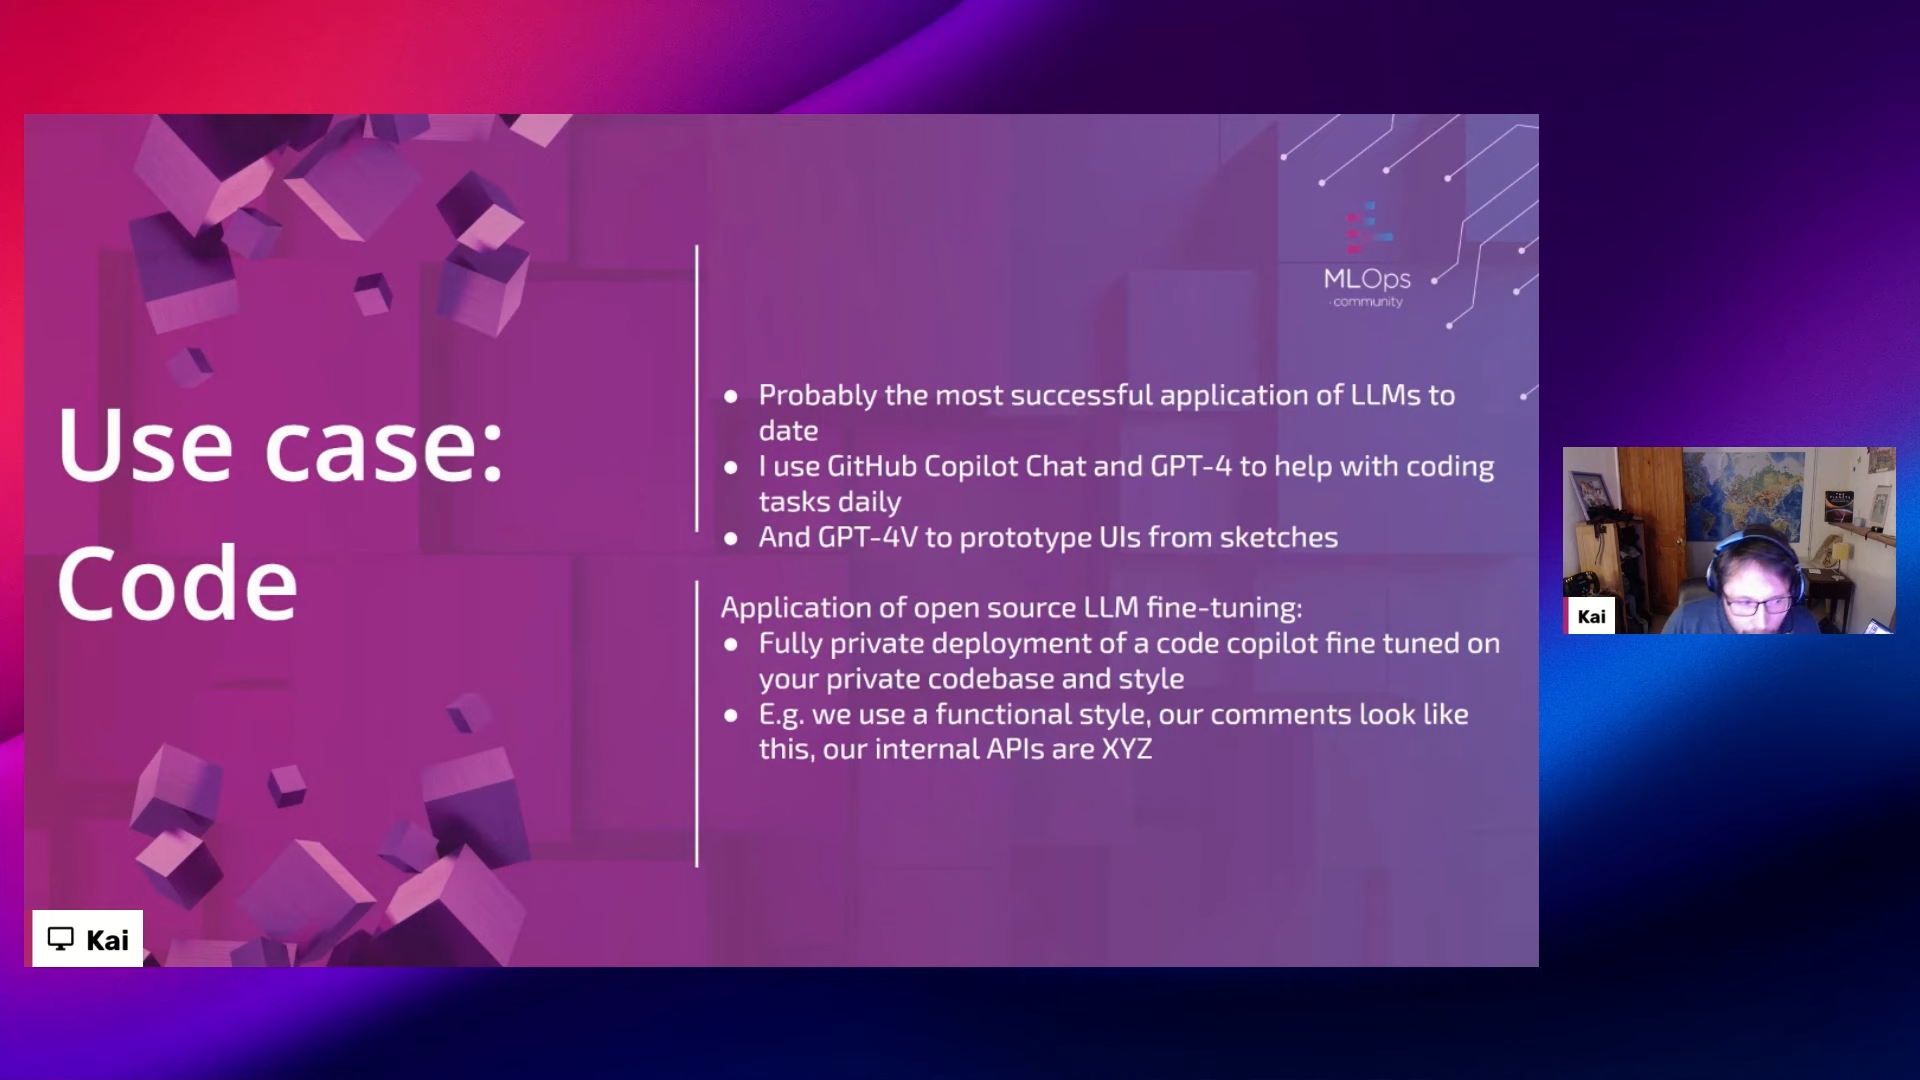 Use case:
Code
MLOps
community
● Probably the most successful application of LLMs to
date
● I use GitHub Copilot Chat and GPT-4 to help with coding
tasks daily
● And GPT-4V to prototype UIs from sketches
Application of open source LLM fine-tuning:
● Fully private deployment of a code copilot fine tuned on
your private codebase and style
● E.g. we use a functional style, our comments look like
this, our internal APIs are XYZ
Kai
Kai